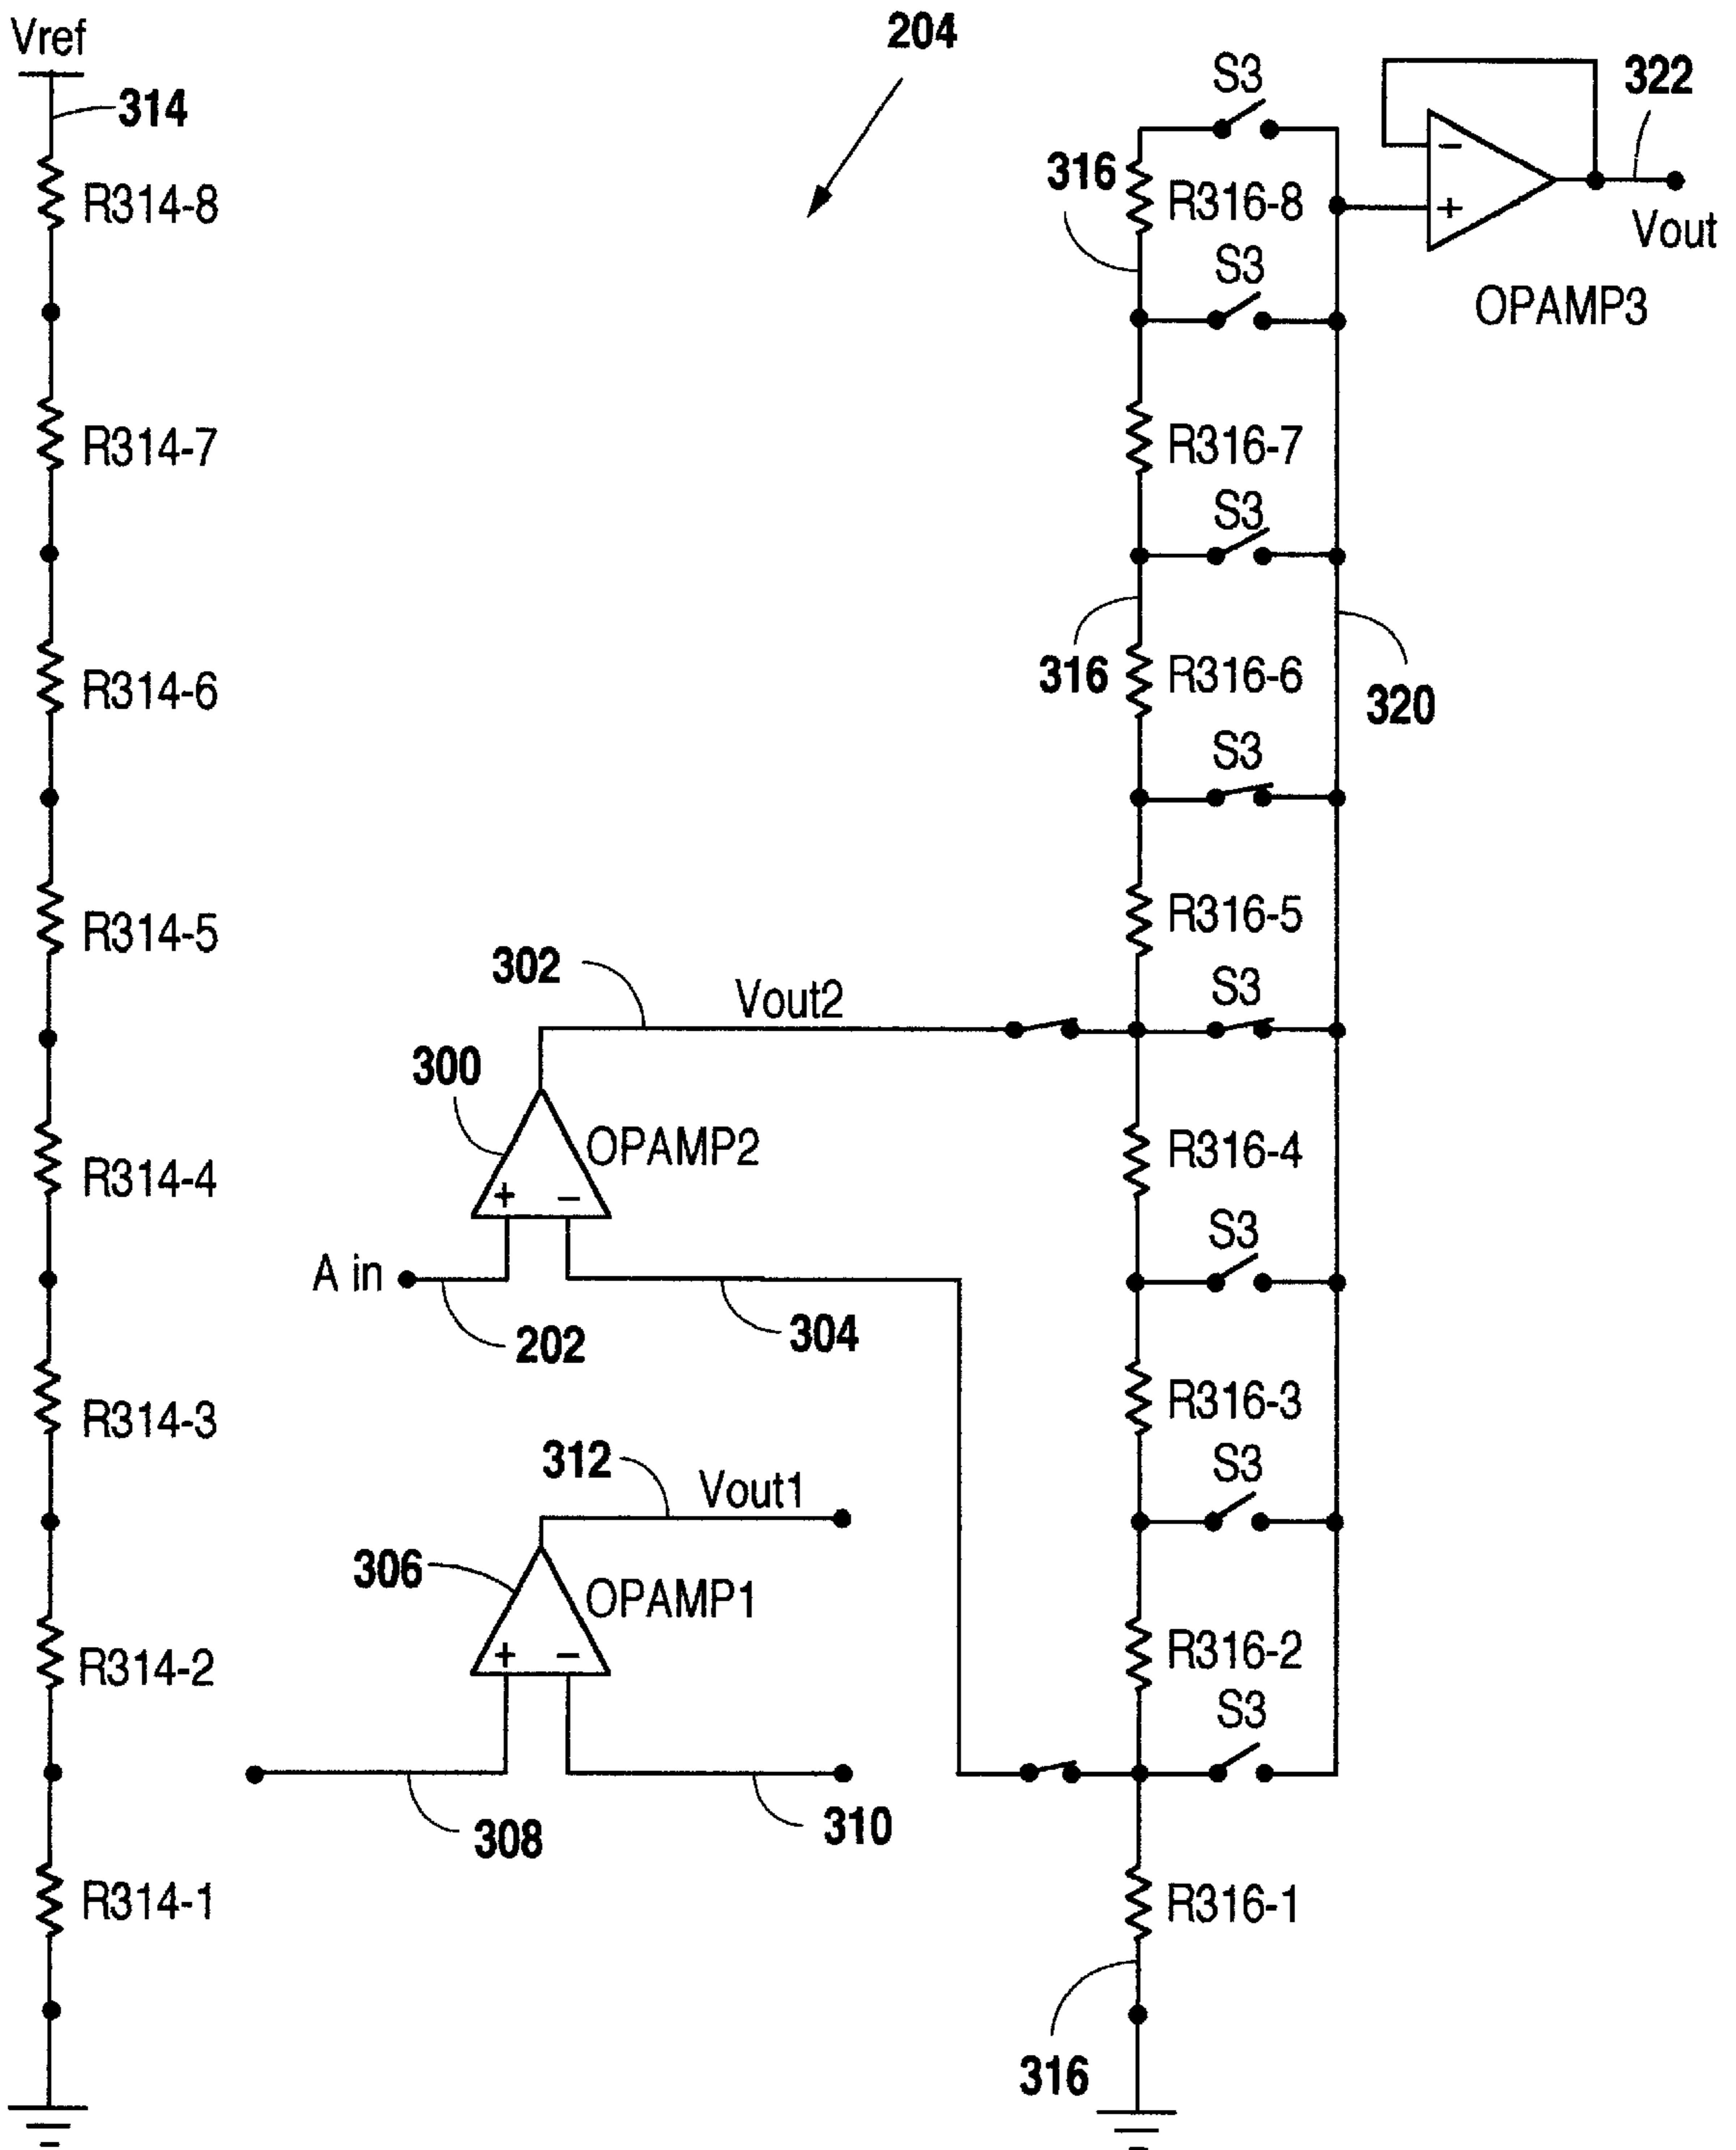 Vref
314
R314-8
R314-7
R314-6
R314-5
R314-4
R314-3
R314-2
R314-1
204
302
Vout2
300
OPAMP2
+ −
A in
202
304
312
Vout1
306
OPAMP1
+ −
308
310
S3
316
R316-8
S3
R316-7
S3
316
R316-6
320
S3
R316-5
S3
R316-4
S3
R316-3
S3
R316-2
S3
R316-1
316
322
−
+
Vout
OPAMP3